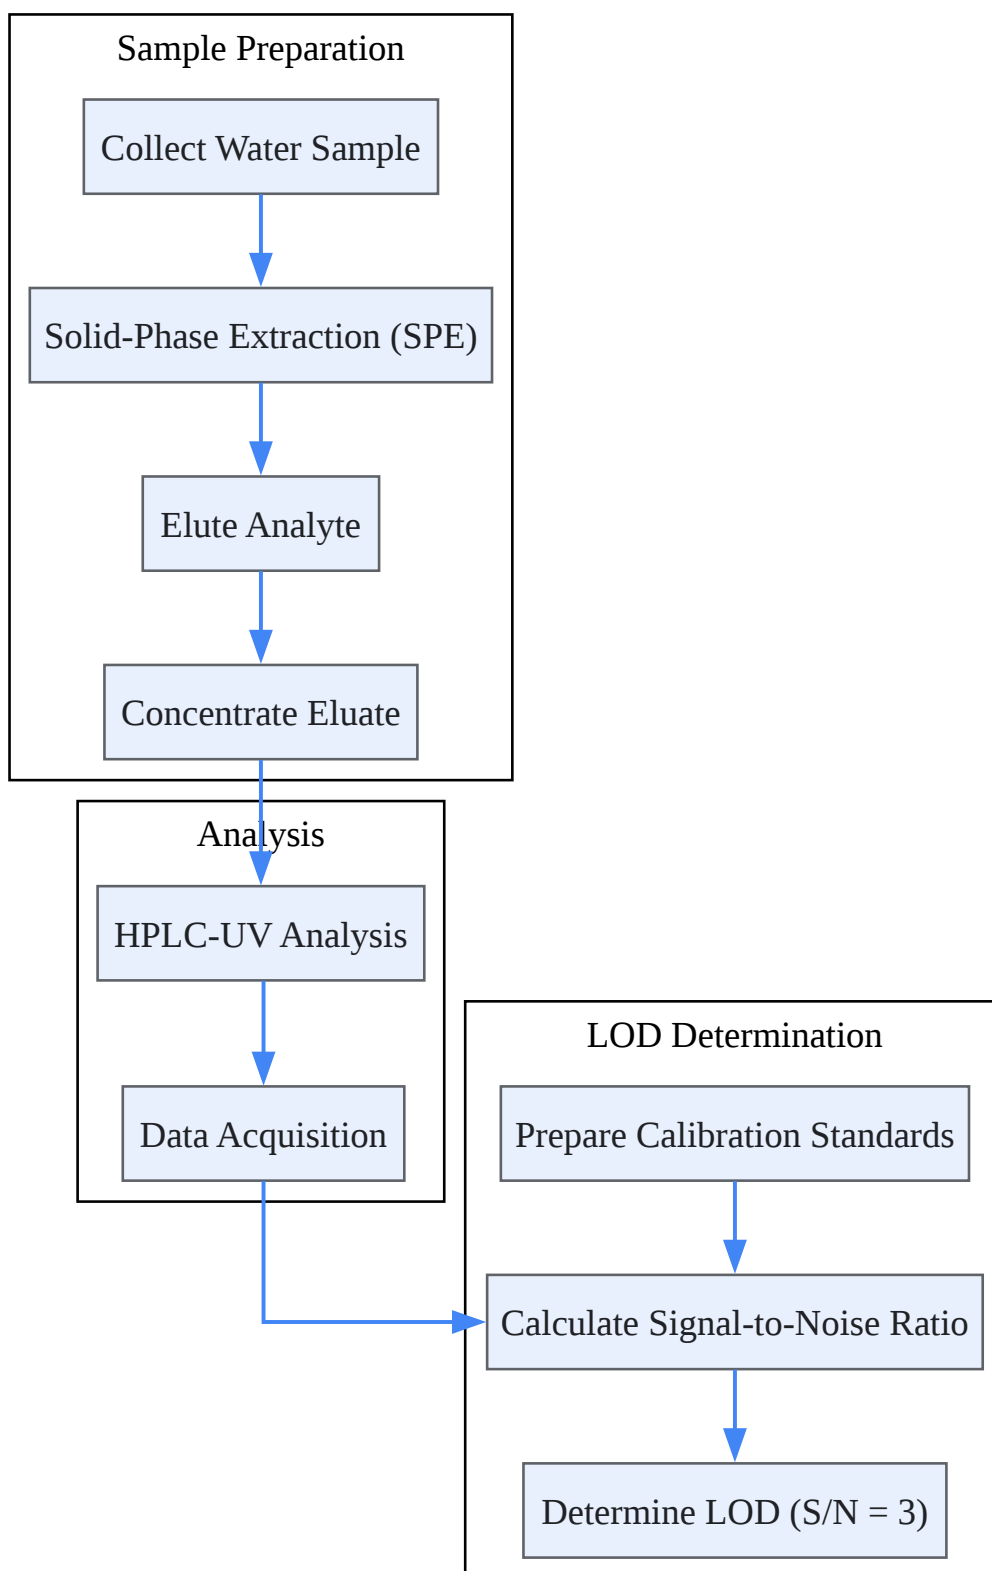 Sample Preparation
Collect Water Sample
Solid-Phase Extraction (SPE)
Elute Analyte
Concentrate Eluate
Analysis
HPLC-UV Analysis
Data Acquisition
LOD Determination
Prepare Calibration Standards
Calculate Signal-to-Noise Ratio
Determine LOD (S/N = 3)